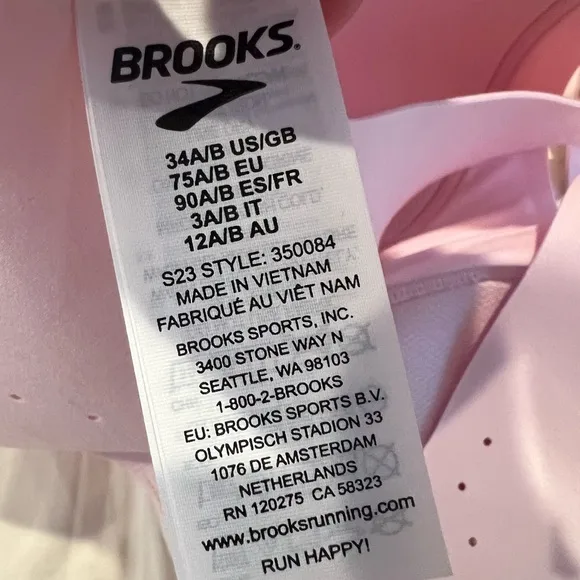 BROOKS
34A/B US/GB
75A/B EU
90A/B ES/FR
3A/B IT
12A/B AU
S23 STYLE: 350084
MADE IN VIETNAM
FABRIQUÉ AU VIÊT NAM
BROOKS SPORTS, INC.
3400 STONE WAY N
SEATTLE, WA 98103
1-800-2-BROOKS
EU: BROOKS SPORTS B.V.
OLYMPISCH STADION 33
1076 DE AMSTERDAM
NETHERLANDS
RN 120275 CA 58323
www.brooksrunning.com
RUN HAPPY!